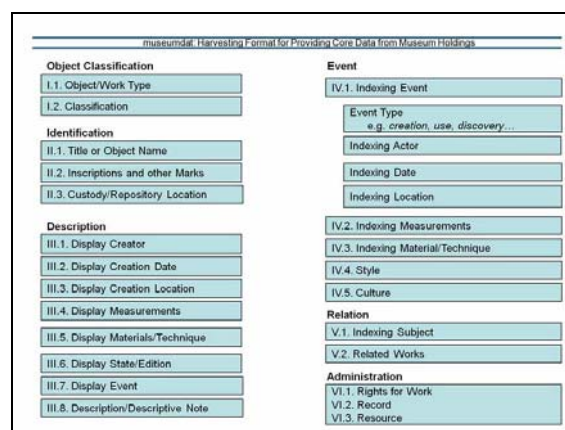 museumdat: Harvesting Format for Providing Core Data from Museum Holdings
Object Classification
I.1. Object/Work Type
I.2. Classification
Identification
II.1. Title or Object Name
II.2. Inscriptions and other Marks
II.3. Custody/Repository Location
Description
III.1. Display Creator
III.2. Display Creation Date
III.3. Display Creation Location
III.4. Display Measurements
III.5. Display Materials/Technique
III.6. Display State/Edition
III.7. Display Event
III.8. Description/Descriptive Note
Event
IV.1. Indexing Event
Event Type
e.g. creation, use, discovery...
Indexing Actor
Indexing Date
Indexing Location
IV.2. Indexing Measurements
IV.3. Indexing Material/Technique
IV.4. Style
IV.5. Culture
Relation
V.1. Indexing Subject
V.2. Related Works
Administration
VI.1. Rights for Work
VI.2. Record
VI.3. Resource